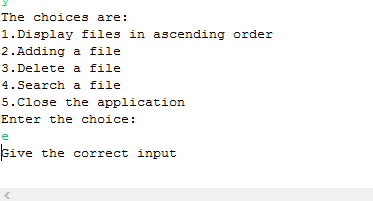 y
The choices are:
1.Display files in ascending order
2.Adding a file
3.Delete a file
4.Search a file
5.Close the application
Enter the choice:
e
Give the correct input